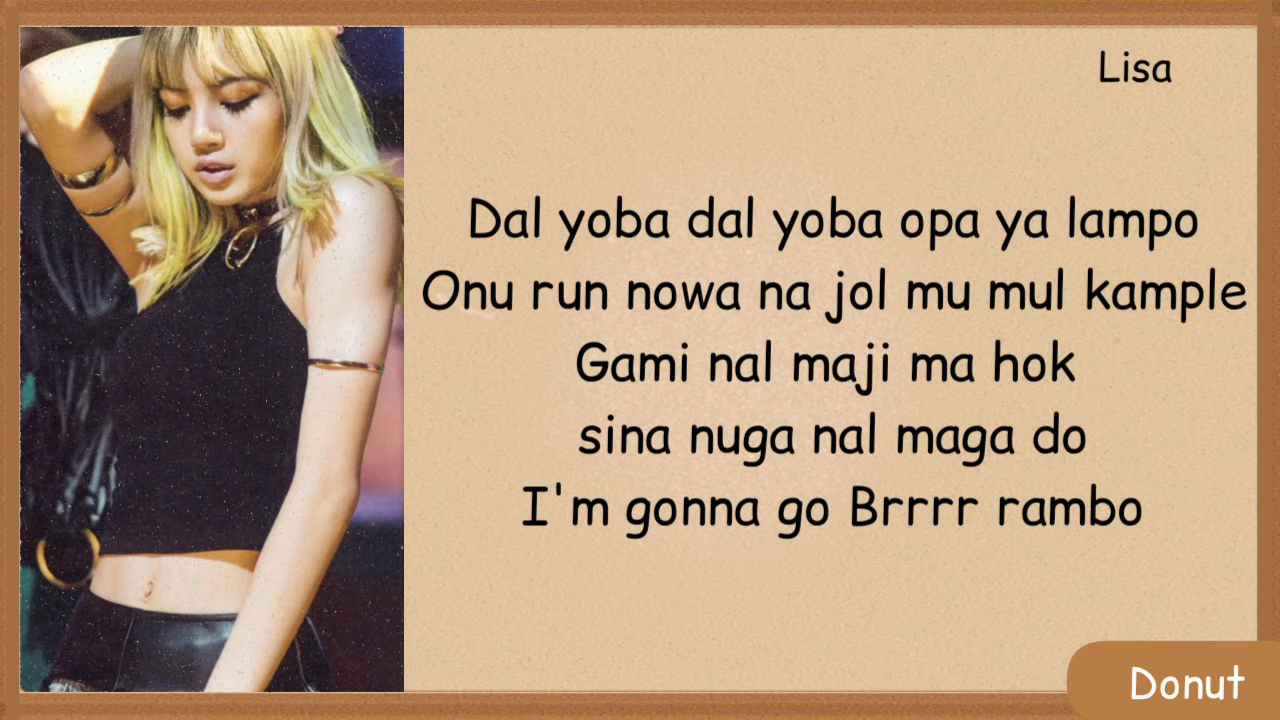 Lisa
Dal yoba dal yoba opa ya lampo
Onu run nowa na jol mu mul kample
Gami nal maji ma hok
sina nuga nal maga do
I'm gonna go Brrrr rambo
Donut